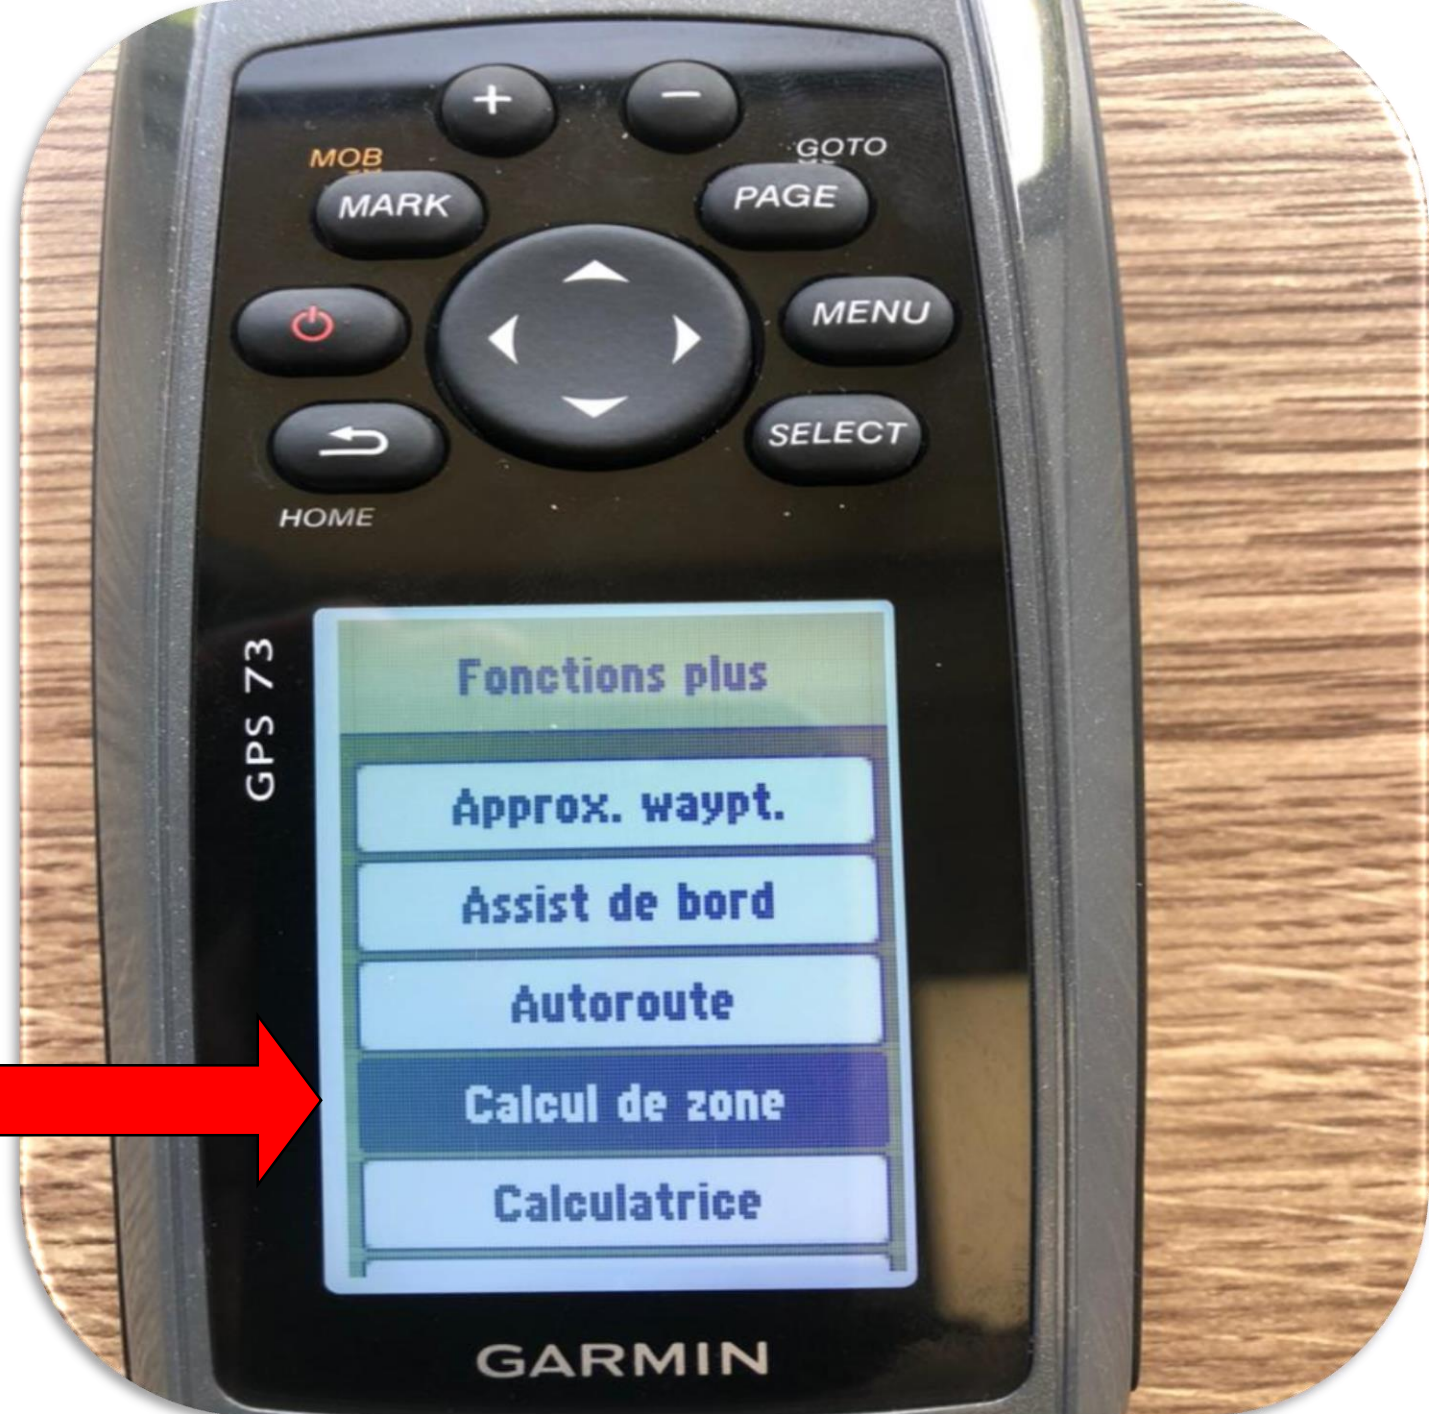 + −
MOB
GOTO
MARK
PAGE
MENU
SELECT
HOME
GPS 73
Fonctions plus
Approx. waypt.
Assist de bord
Autoroute
Calcul de zone
Calculatrice
GARMIN